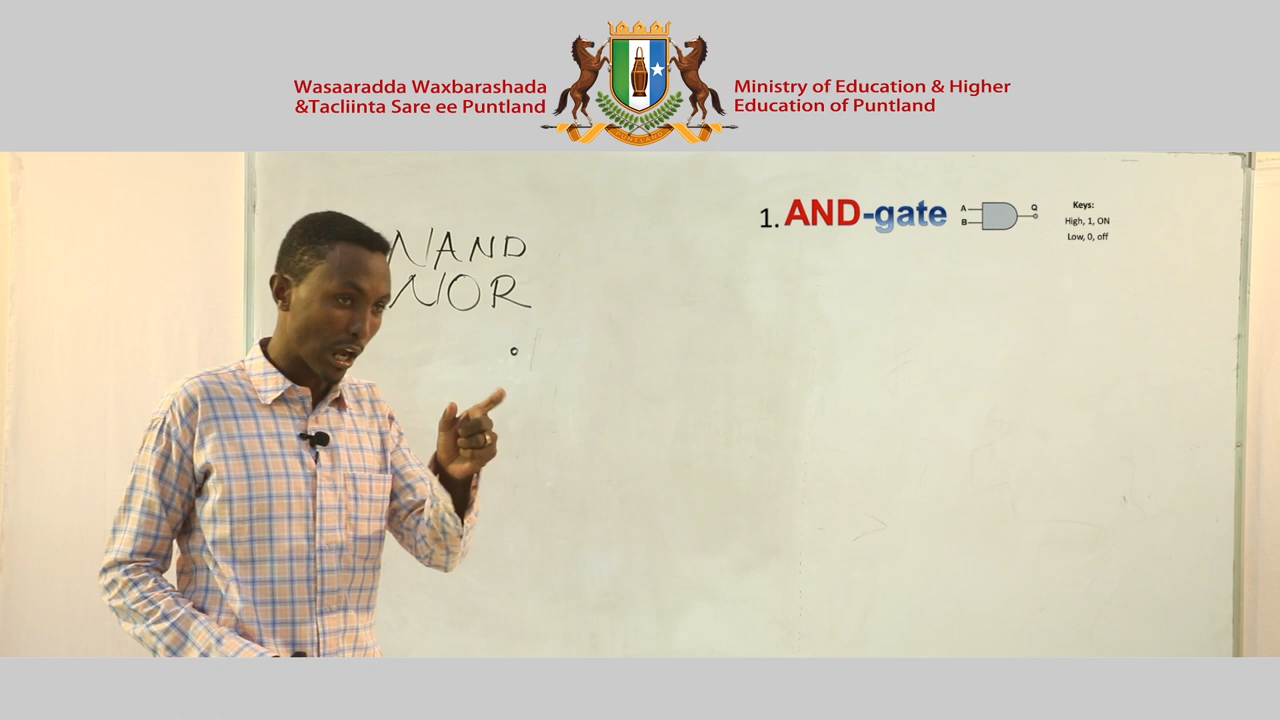 Wasaaradda Waxbarashada
&Tacliinta Sare ee Puntland
PUNTLAND
Ministry of Education & Higher
Education of Puntland
NAND
NOR
1. AND-gate
A
B
Q
Keys:
High, 1, ON
Low, 0, off